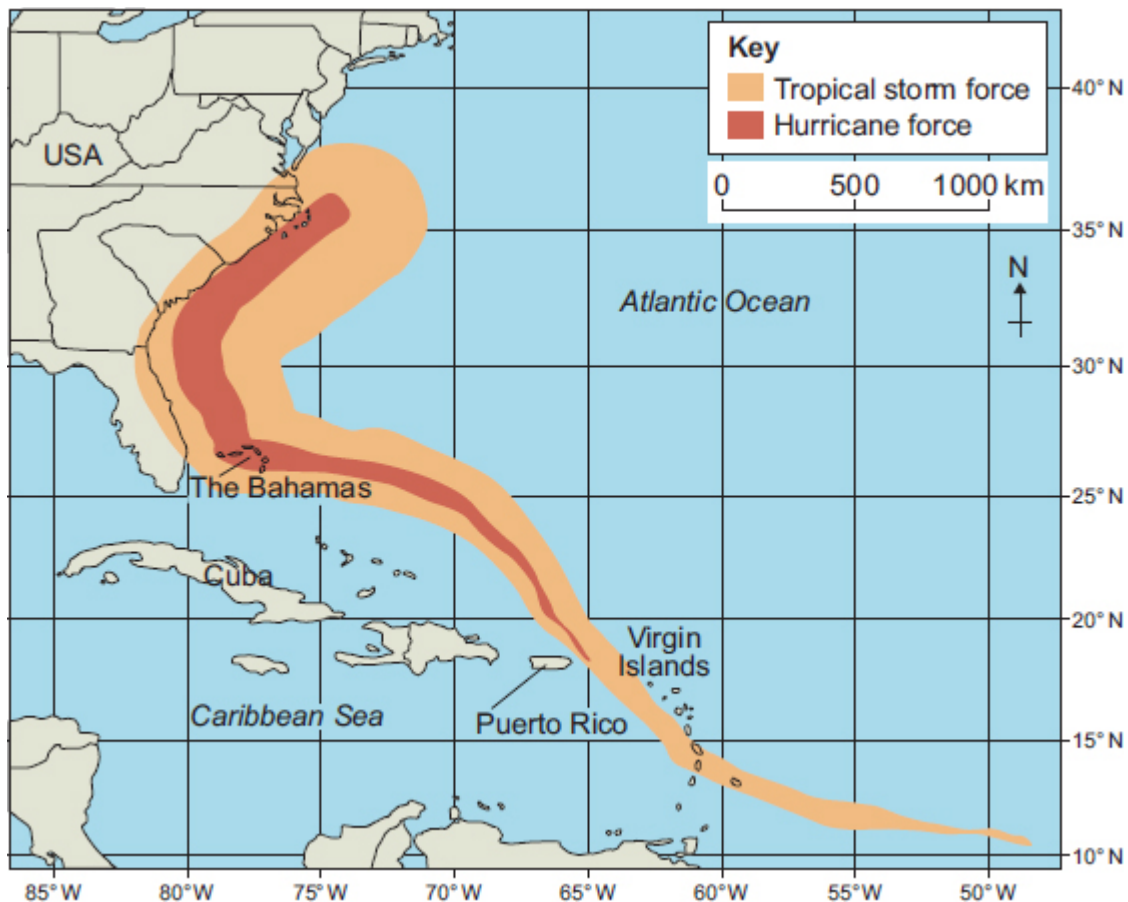 Key
Tropical storm force
Hurricane force
0 500 1000 km
40° N
USA
35° N
N
Atlantic Ocean
30° N
The Bahamas
25° N
Cuba
20° N
Virgin
Islands
Caribbean Sea
Puerto Rico
15° N
10° N
85°W 80°W 75°W 70°W 65°W 60°W 55°W 50°W